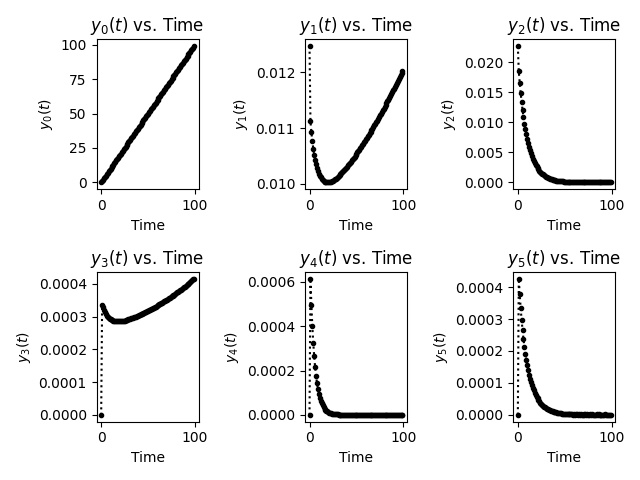 y₀(t) vs. Time
y₁(t) vs. Time
y₂(t) vs. Time
100
75
50
25
0
y₀(t)
0
100
Time
0.012
0.011
0.010
y₁(t)
0
100
Time
0.020
0.015
0.010
0.005
0.000
y₂(t)
0
100
Time
y₃(t) vs. Time
y₄(t) vs. Time
y₅(t) vs. Time
0.0004
0.0003
0.0002
0.0001
0.0000
y₃(t)
0
100
Time
0.0006
0.0004
0.0002
0.0000
y₄(t)
0
100
Time
0.0004
0.0003
0.0002
0.0001
0.0000
y₅(t)
0
100
Time